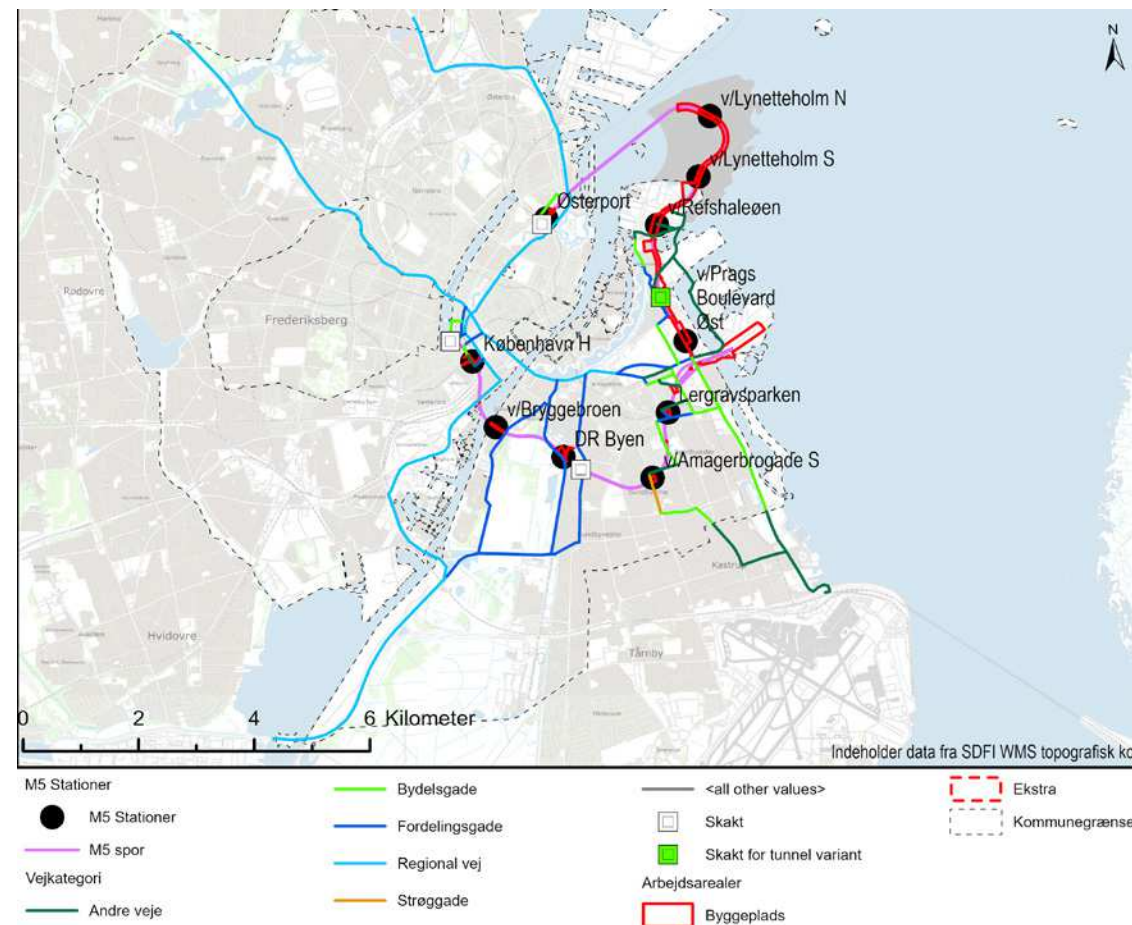 N
v/Lynetteholm N
v/Lynetteholm S
Østerport
v/Refshaleøen
v/Prags
Boulevard
Øst
Rødovre
Frederiksberg
København H
Lergravsparken
v/Bryggebroen
DR Byen
v/Amagerbrogade S
Kastrup
Hvidovre
Tårnby
0 2 4 6 Kilometer
Indeholder data fra SDFI WMS topografisk ko
M5 Stationer
M5 Stationer
M5 spor
Vejkategori
Andre veje
Bydelsgade
Fordelingsgade
Regional vej
Strøggade
<all other values>
Skakt
Skakt for tunnel variant
Arbejdsarealer
Byggeplads
Ekstra
Kommunegrænse